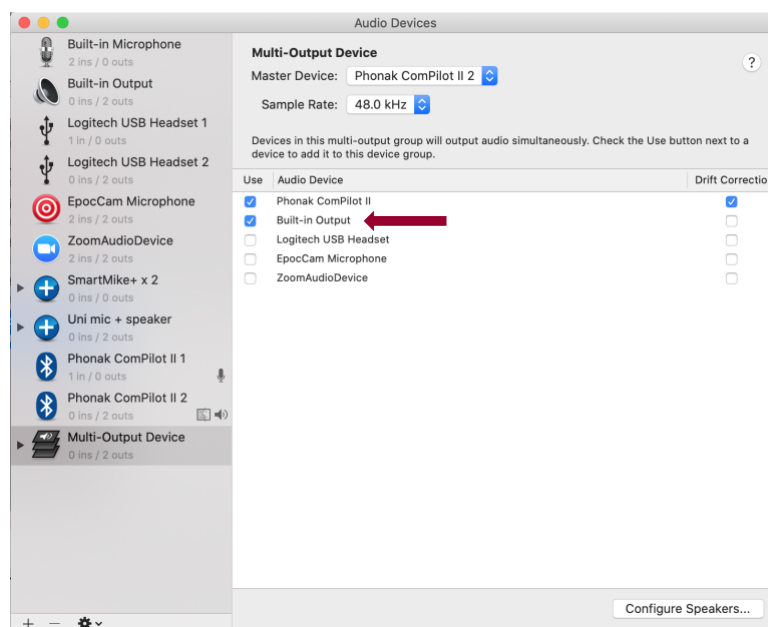 Audio Devices
Built-in Microphone
2 ins / 0 outs
Built-in Output
0 ins / 2 outs
Logitech USB Headset 1
1 in / 0 outs
Logitech USB Headset 2
0 ins / 2 outs
EpocCam Microphone
2 ins / 0 outs
ZoomAudioDevice
2 ins / 2 outs
SmartMike+ x 2
0 ins / 0 outs
Uni mic + speaker
0 ins / 2 outs
Phonak ComPilot II 1
1 in / 0 outs
Phonak ComPilot II 2
0 ins / 2 outs
Multi-Output Device
0 ins / 2 outs
Multi-Output Device
?
Master Device: Phonak ComPilot II 2
Sample Rate: 48.0 kHz
Devices in this multi-output group will output audio simultaneously. Check the Use button next to a
device to add it to this device group.
Use Audio Device Drift Correctio
Phonak ComPilot II
Built-in Output
Logitech USB Headset
EpocCam Microphone
ZoomAudioDevice
Configure Speakers...